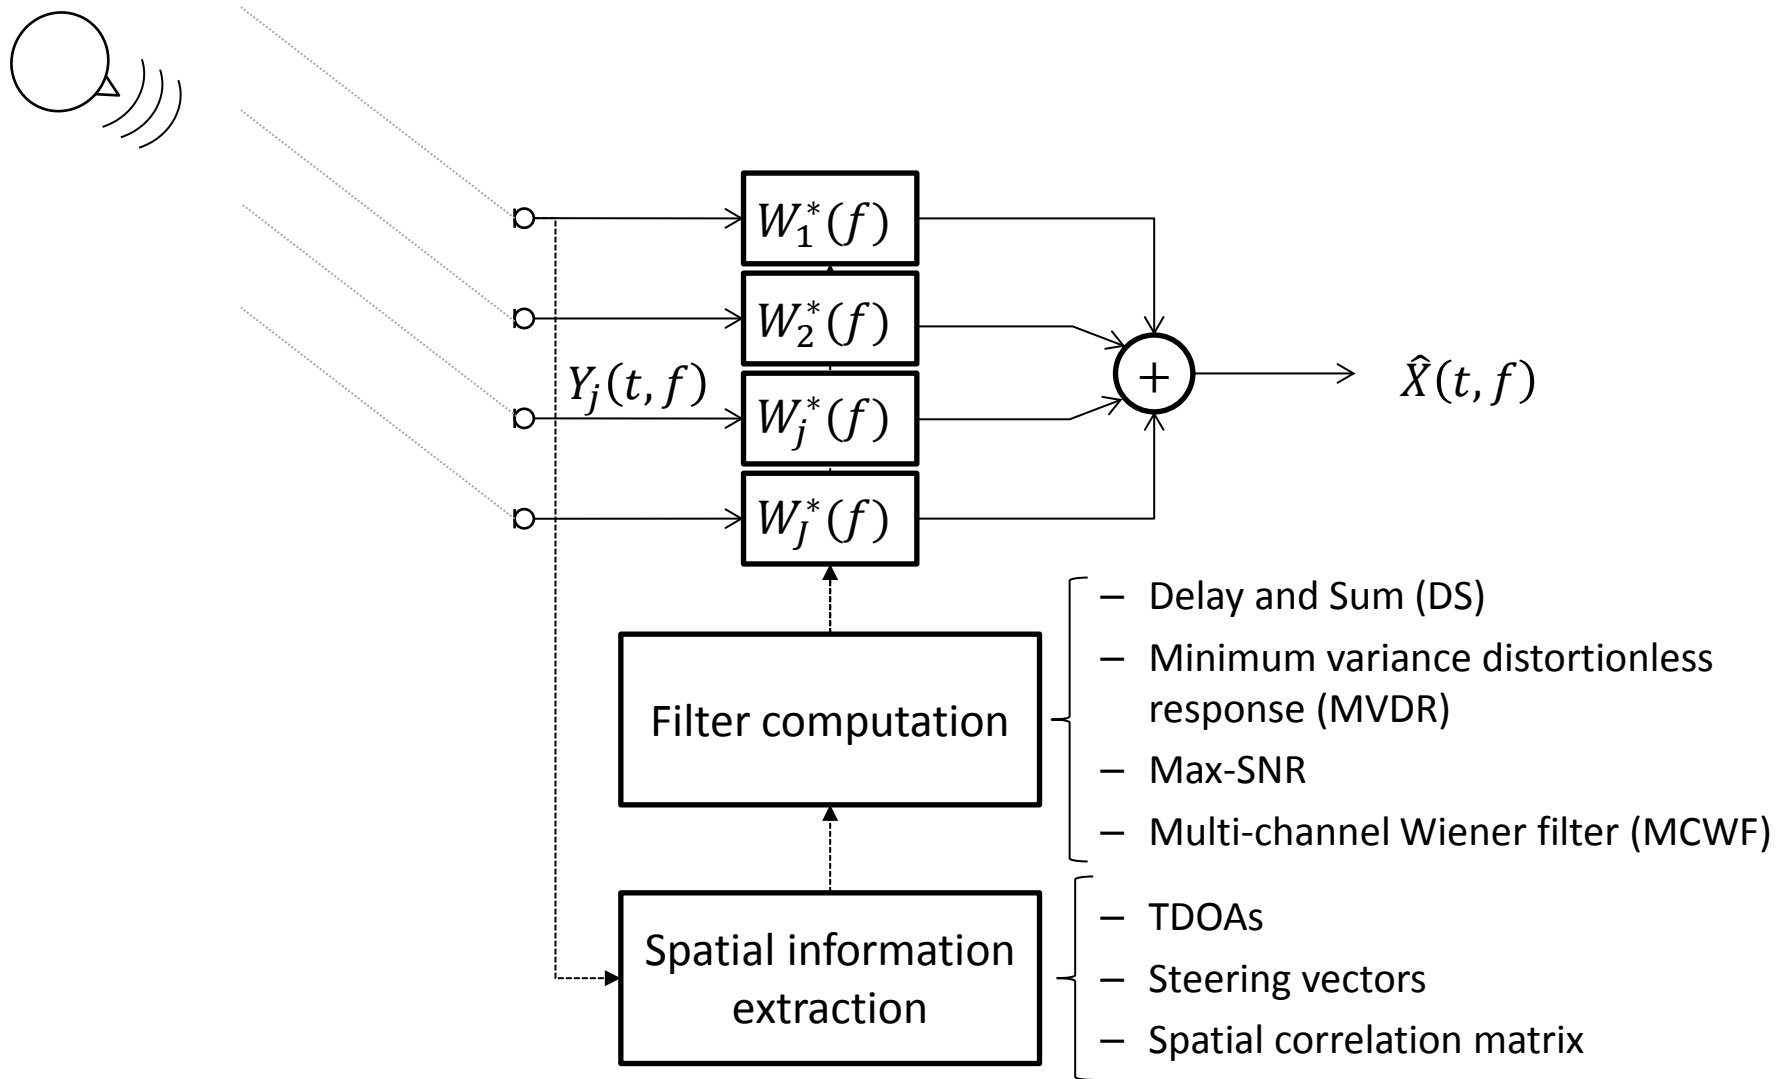 W₁*(f)
W₂*(f)
Yⱼ(t, f)
Wⱼ*(f)
W_J*(f)
+
X̂(t, f)
– Delay and Sum (DS)
– Minimum variance distortionless
response (MVDR)
– Max-SNR
– Multi-channel Wiener filter (MCWF)
Filter computation
– TDOAs
– Steering vectors
– Spatial correlation matrix
Spatial information
extraction